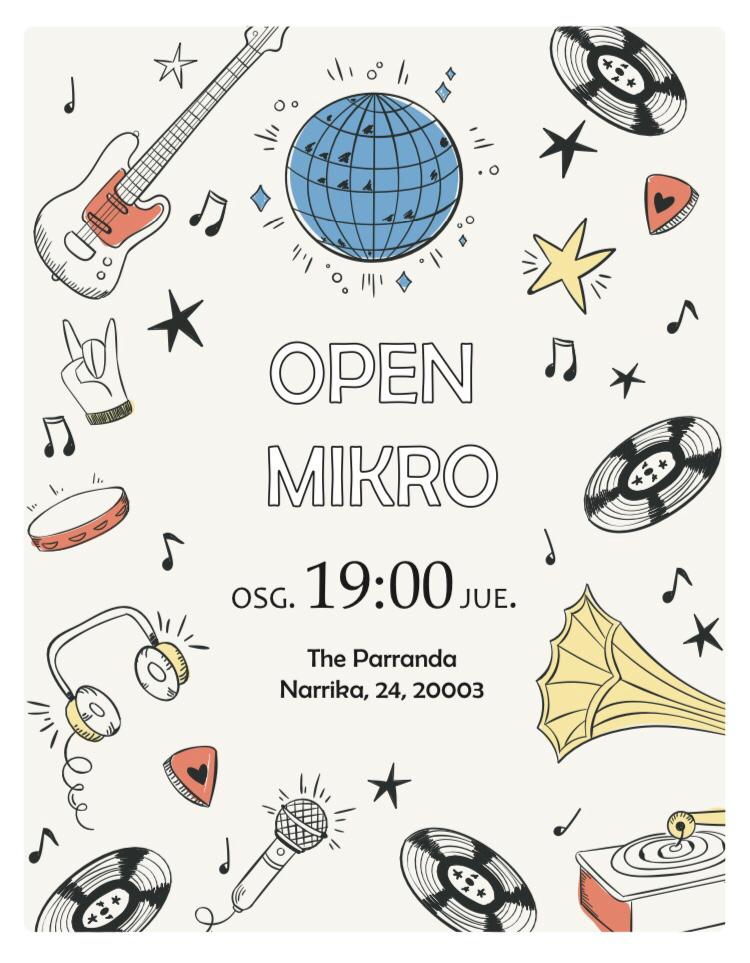 OPEN
MIKRO
OSG. 19:00 JUE.
The Parranda
Narrika, 24, 20003